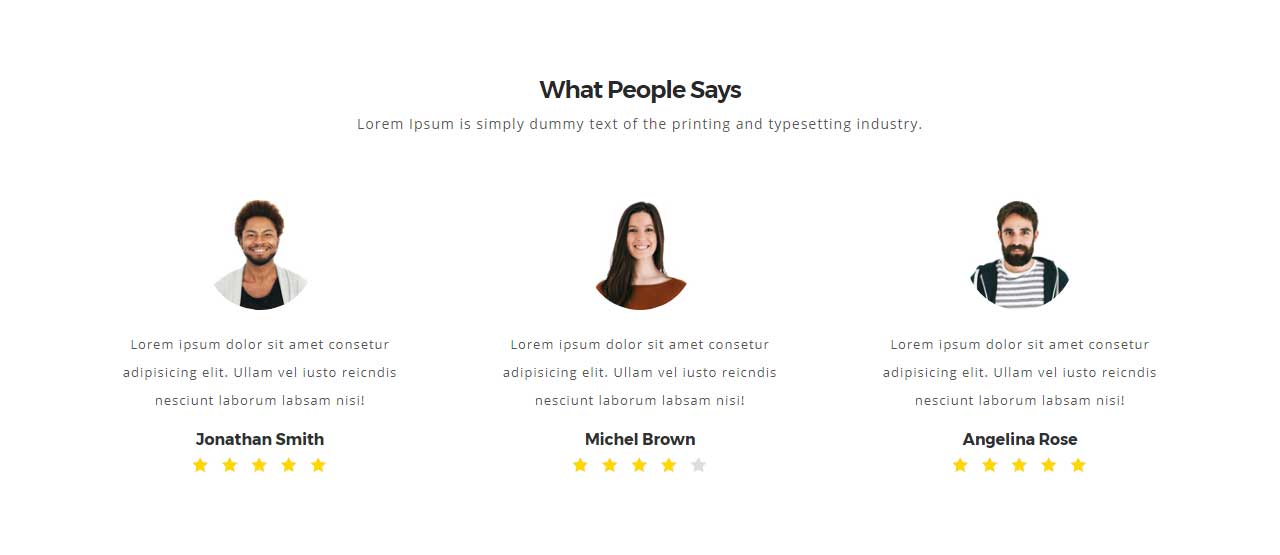 What People Says
Lorem Ipsum is simply dummy text of the printing and typesetting industry.
Lorem ipsum dolor sit amet consetur
adipisicing elit. Ullam vel iusto reicndis
nesciunt laborum labsam nisi!
Jonathan Smith
Lorem ipsum dolor sit amet consetur
adipisicing elit. Ullam vel iusto reicndis
nesciunt laborum labsam nisi!
Michel Brown
Lorem ipsum dolor sit amet consetur
adipisicing elit. Ullam vel iusto reicndis
nesciunt laborum labsam nisi!
Angelina Rose